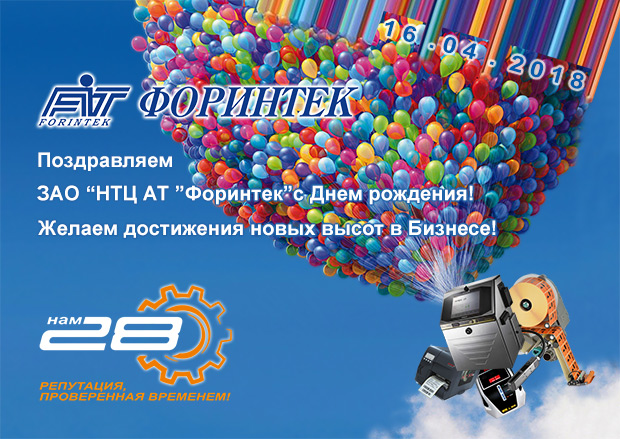 16.04.2018
FORINTEK
ФОРИНТЕК
Поздравляем
ЗАО “НТЦ АТ ”Форинтек”с Днем рождения!
Желаем достижения новых высот в Бизнесе!
нам
28
РЕПУТАЦИЯ,
ПРОВЕРЕННАЯ ВРЕМЕНЕМ!